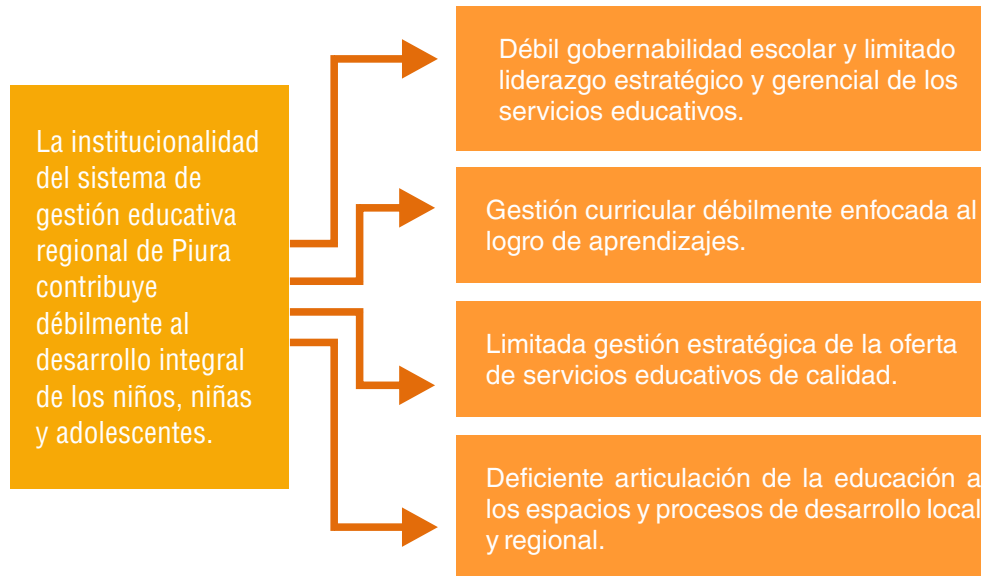 La institucionalidad
del sistema de
gestión educativa
regional de Piura
contribuye
débilmente al
desarrollo integral
de los niños, niñas
y adolescentes.
Débil gobernabilidad escolar y limitado
liderazgo estratégico y gerencial de los
servicios educativos.
Gestión curricular débilmente enfocada al
logro de aprendizajes.
Limitada gestión estratégica de la oferta
de servicios educativos de calidad.
Deficiente articulación de la educación a
los espacios y procesos de desarrollo local
y regional.